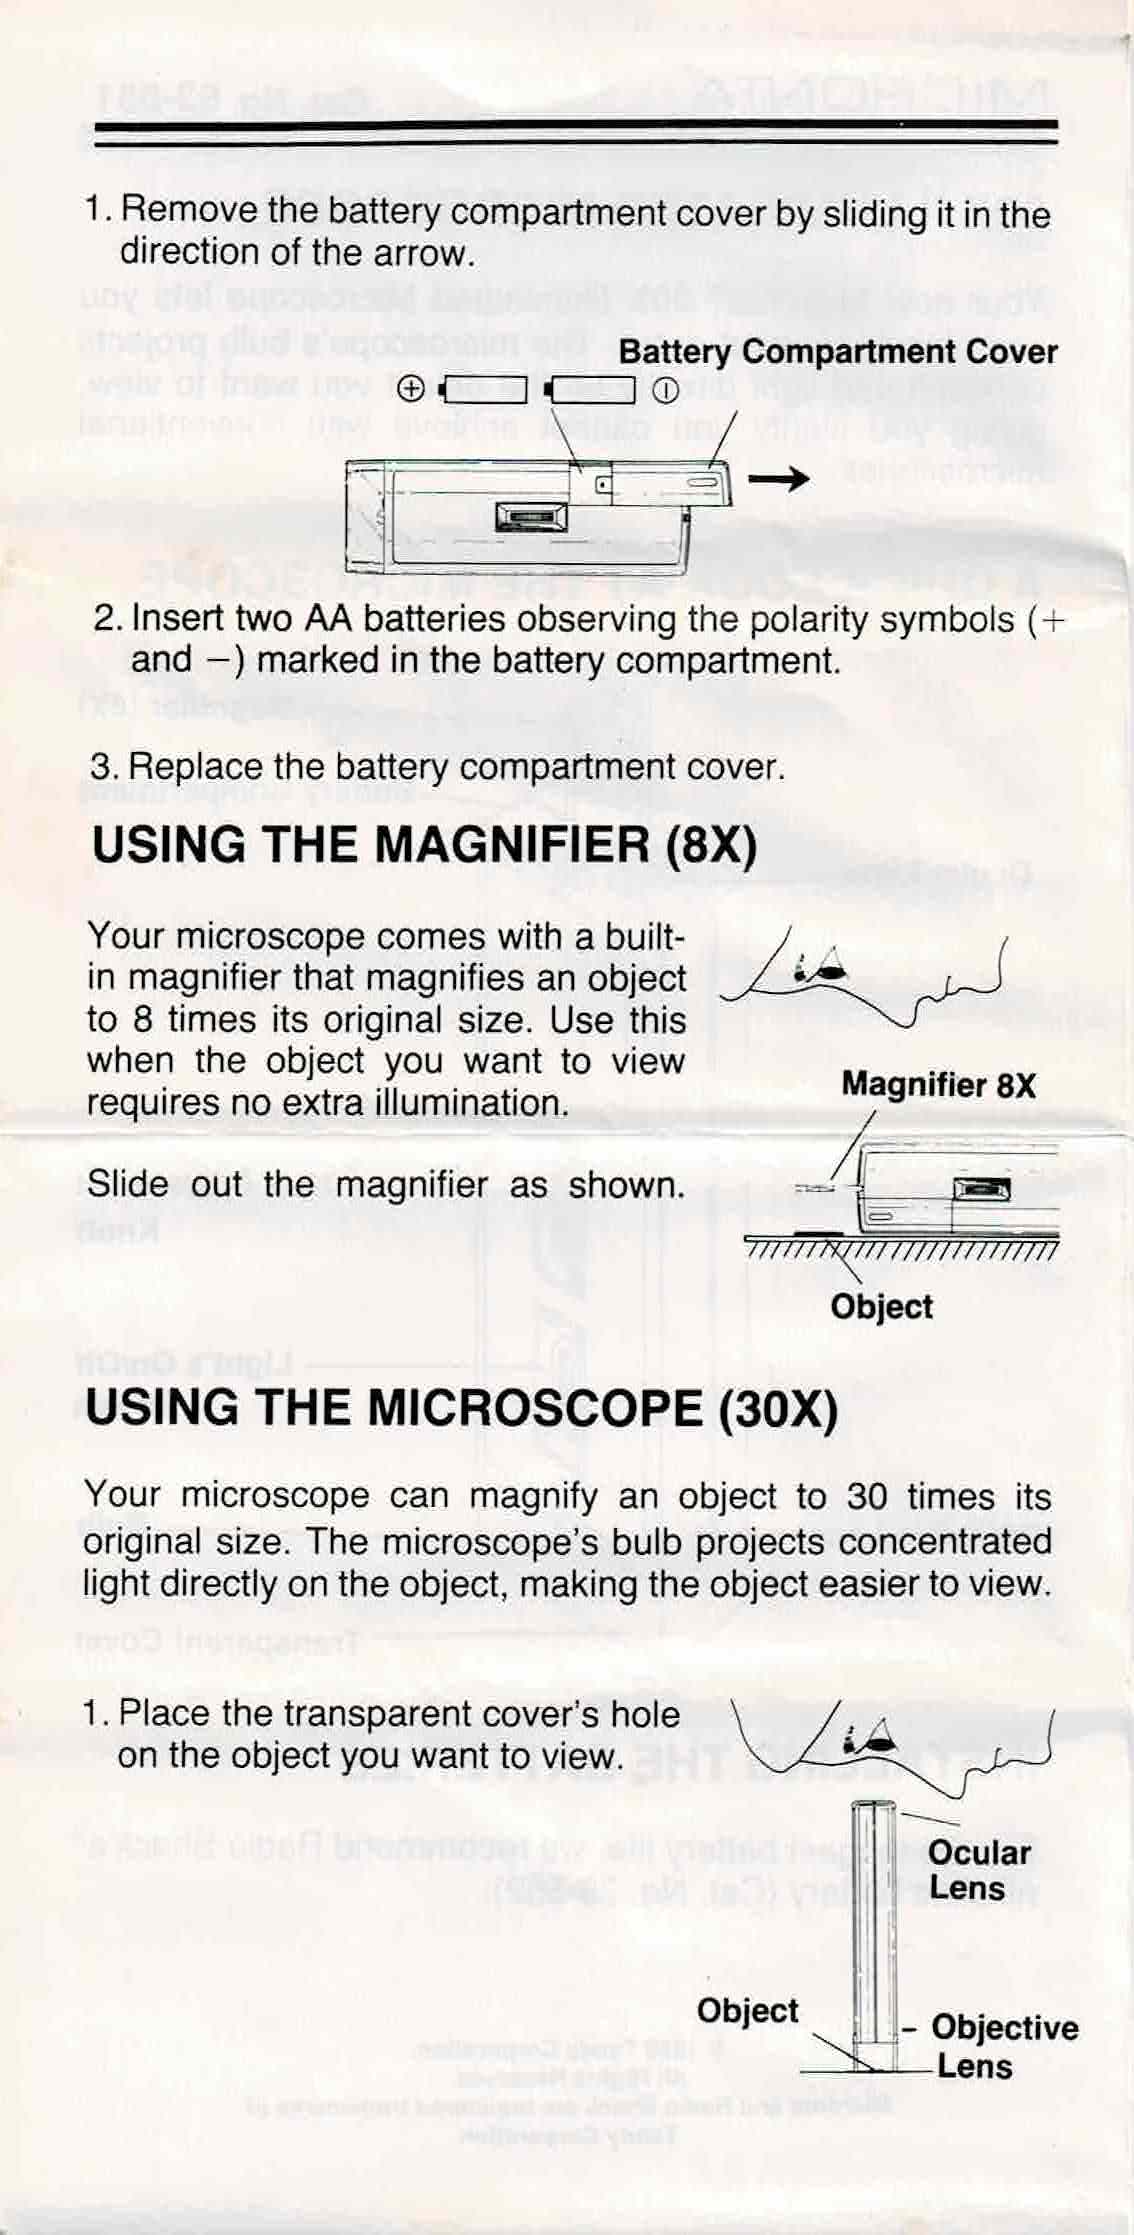 1. Remove the battery compartment cover by sliding it in the
direction of the arrow.
Battery Compartment Cover
2. Insert two AA batteries observing the polarity symbols (+
and −) marked in the battery compartment.
3. Replace the battery compartment cover.
USING THE MAGNIFIER (8X)
Your microscope comes with a built-
in magnifier that magnifies an object
to 8 times its original size. Use this
when the object you want to view
requires no extra illumination.
Magnifier 8X
Slide out the magnifier as shown.
Object
USING THE MICROSCOPE (30X)
Your microscope can magnify an object to 30 times its
original size. The microscope's bulb projects concentrated
light directly on the object, making the object easier to view.
1. Place the transparent cover's hole
on the object you want to view.
Ocular
Lens
Object
Objective
Lens